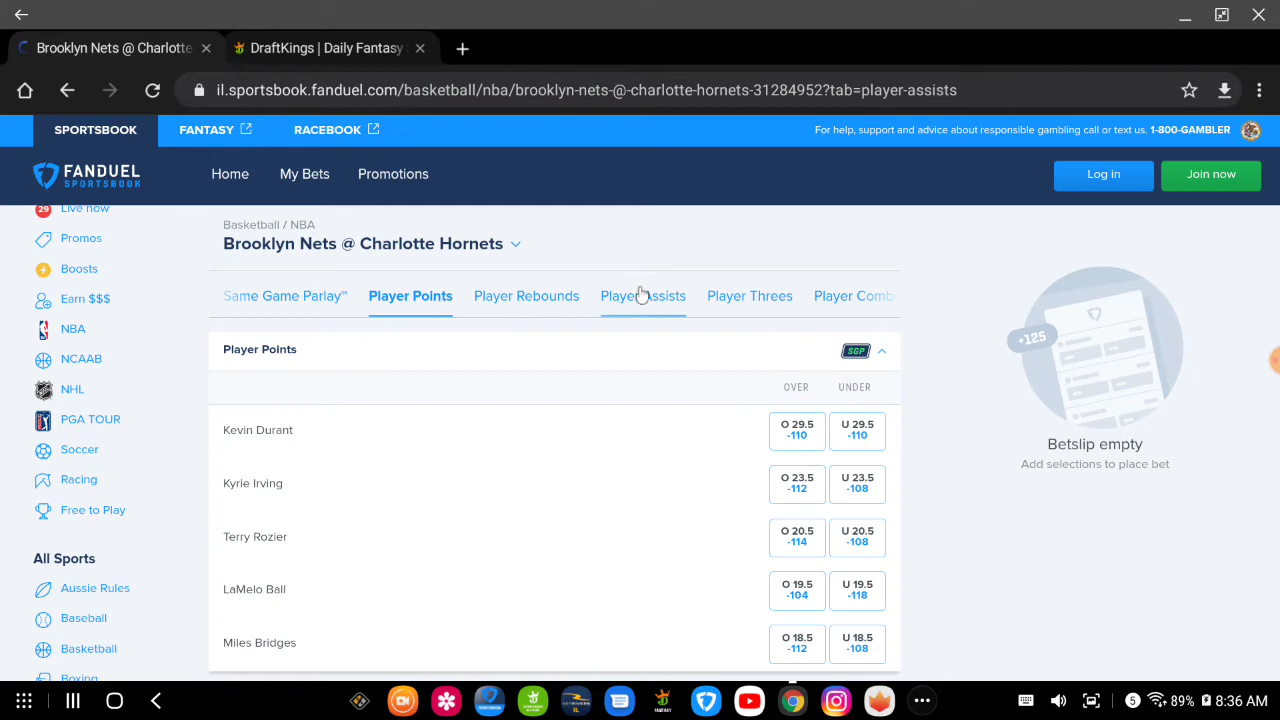 Brooklyn Nets @ Charlotte
DraftKings | Daily Fantasy
il.sportsbook.fanduel.com/basketball/nba/brooklyn-nets-@-charlotte-hornets-31284952?tab=player-assists
SPORTSBOOK
FANTASY
RACEBOOK
For help, support and advice about responsible gambling call or text us. 1-800-GAMBLER
FANDUEL
SPORTSBOOK
Home
My Bets
Promotions
Log in
Join now
29
Live now
Promos
Boosts
Earn $$$
NBA
NCAAB
NHL
PGA TOUR
Soccer
Racing
Free to Play
All Sports
Aussie Rules
Baseball
Basketball
Boxing
Basketball / NBA
Brooklyn Nets @ Charlotte Hornets
Same Game Parlay™
Player Points
Player Rebounds
Player Assists
Player Threes
Player Comb
Player Points
SGP
OVER
UNDER
Kevin Durant
O 29.5
-110
U 29.5
-110
Kyrie Irving
O 23.5
-112
U 23.5
-108
Terry Rozier
O 20.5
-114
U 20.5
-108
LaMelo Ball
O 19.5
-104
U 19.5
-118
Miles Bridges
O 18.5
-112
U 18.5
-108
+125
Betslip empty
Add selections to place bet
5
89%
8:36 AM